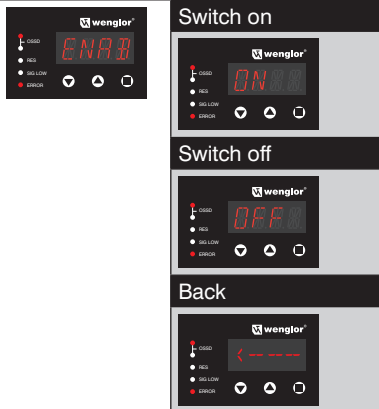 wenglor®
OSSD
ENAB
RES
SIG LOW
ERROR
Switch on
wenglor®
OSSD
ON
RES
SIG LOW
ERROR
Switch off
wenglor®
OSSD
OFF
RES
SIG LOW
ERROR
Back
wenglor®
OSSD
<-----
RES
SIG LOW
ERROR